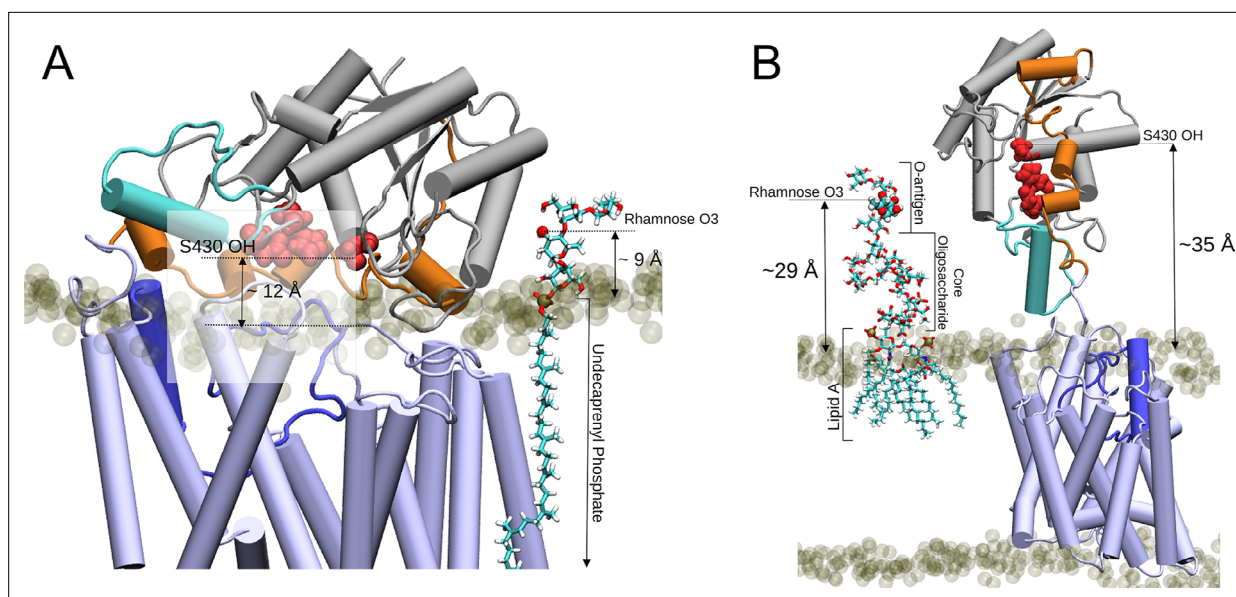 A
S430 OH
~ 12 Å
Rhamnose O3
~ 9 Å
Undecaprenyl Phosphate
B
S430 OH
~35 Å
Rhamnose O3
~29 Å
O-antigen
Core
Oligosaccharide
Lipid A